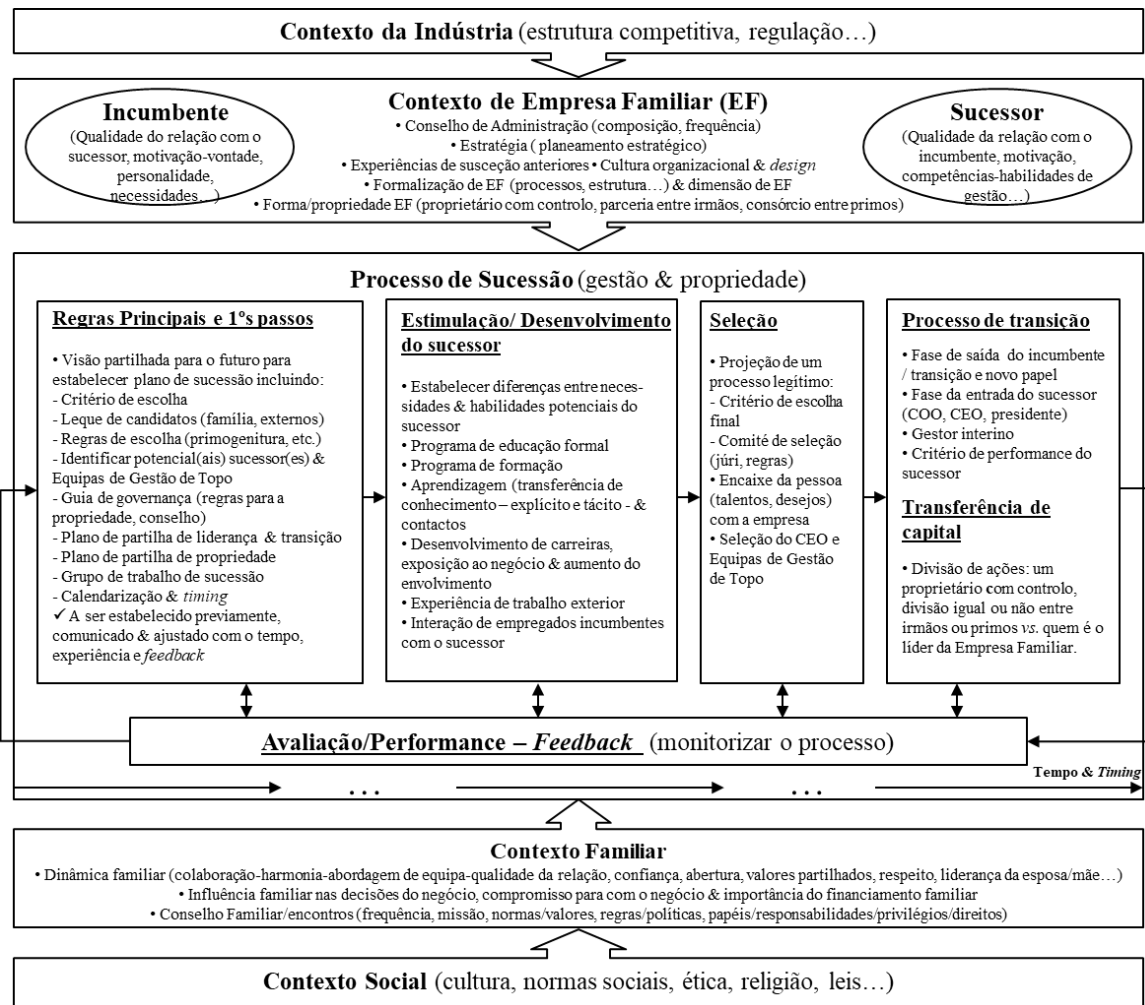 Contexto da Indústria (estrutura competitiva, regulação…)
Incumbente
(Qualidade do relação com o
sucessor, motivação-vontade,
personalidade,
necessidades…)
Contexto de Empresa Familiar (EF)
• Conselho de Administração (composição, frequência)
• Estratégia ( planeamento estratégico)
• Experiências de susceção anteriores • Cultura organizacional & design
• Formalização de EF (processos, estrutura…) & dimensão de EF
• Forma/propriedade EF (proprietário com controlo, parceria entre irmãos, consórcio entre primos)
Sucessor
(Qualidade da relação com o
incumbente, motivação,
competências-habilidades de
gestão…)
Processo de Sucessão (gestão & propriedade)
Regras Principais e 1ºs passos
• Visão partilhada para o futuro para
estabelecer plano de sucessão incluindo:
- Critério de escolha
- Leque de candidatos (família, externos)
- Regras de escolha (primogenitura, etc.)
- Identificar potencial(ais) sucessor(es) &
Equipas de Gestão de Topo
- Guia de governança (regras para a
propriedade, conselho)
- Plano de partilha de liderança & transição
- Plano de partilha de propriedade
- Grupo de trabalho de sucessão
- Calendarização & timing
✓ A ser estabelecido previamente,
comunicado & ajustado com o tempo,
experiência e feedback
Estimulação/ Desenvolvimento
do sucessor
• Estabelecer diferenças entre neces-
sidades & habilidades potenciais do
sucessor
• Programa de educação formal
• Programa de formação
• Aprendizagem (transferência de
conhecimento – explícito e tácito - &
contactos
• Desenvolvimento de carreiras,
exposição ao negócio & aumento do
envolvimento
• Experiência de trabalho exterior
• Interação de empregados incumbentes
com o sucessor
Seleção
• Projeção de um
processo legítimo:
- Critério de escolha
final
- Comité de seleção
(júri, regras)
• Encaixe da pessoa
(talentos, desejos)
com a empresa
• Seleção do CEO e
Equipas de Gestão
de Topo
Processo de transição
• Fase de saída do incumbente
/ transição e novo papel
• Fase da entrada do sucessor
(COO, CEO, presidente)
• Gestor interino
• Critério de performance do
sucessor
Transferência de
capital
• Divisão de ações: um
proprietário com controlo,
divisão igual ou não entre
irmãos ou primos vs. quem é o
líder da Empresa Familiar.
Avaliação/Performance – Feedback (monitorizar o processo)
Tempo & Timing
. . . . . .
Contexto Familiar
• Dinâmica familiar (colaboração-harmonia-abordagem de equipa-qualidade da relação, confiança, abertura, valores partilhados, respeito, liderança da esposa/mãe…)
• Influência familiar nas decisões do negócio, compromisso para com o negócio & importância do financiamento familiar
• Conselho Familiar/encontros (frequência, missão, normas/valores, regras/políticas, papéis/responsabilidades/privilégios/direitos)
Contexto Social (cultura, normas sociais, ética, religião, leis…)